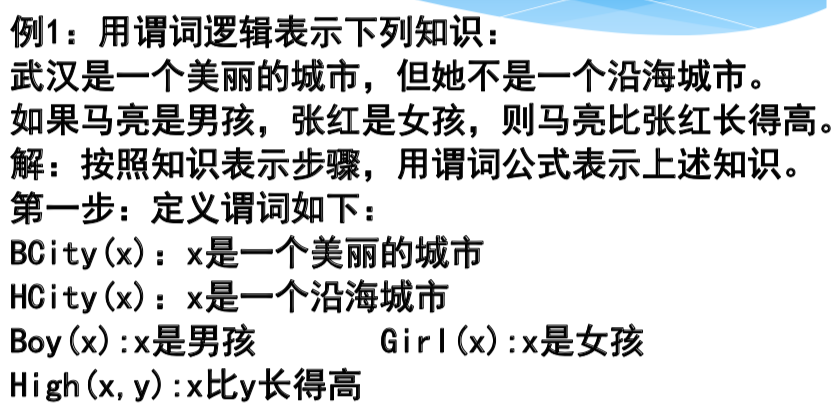 例1：用谓词逻辑表示下列知识：
武汉是一个美丽的城市，但她不是一个沿海城市。
如果马亮是男孩，张红是女孩，则马亮比张红长得高。
解：按照知识表示步骤，用谓词公式表示上述知识。
第一步：定义谓词如下：
BCity(x)：x是一个美丽的城市
HCity(x)：x是一个沿海城市
Boy(x):x是男孩 Girl(x):x是女孩
High(x,y):x比y长得高